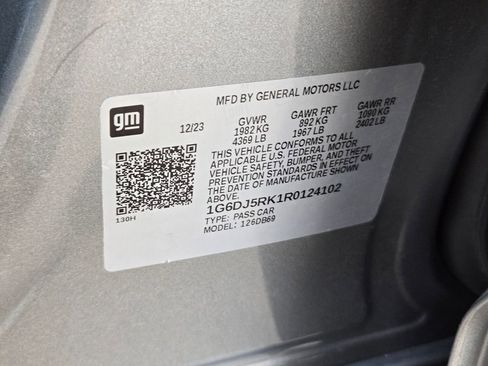 gm
MFD BY GENERAL MOTORS LLC
12/23
GVWR GAWR FRT GAWR RR
1982 KG 892 KG 1090 KG
4369 LB 1967 LB 2402 LB
THIS VEHICLE CONFORMS TO ALL
APPLICABLE U.S. FEDERAL MOTOR
VEHICLE SAFETY, BUMPER, AND THEFT
PREVENTION STANDARDS IN EFFECT ON
THE DATE OF MANUFACTURE SHOWN
ABOVE.
1G6DJ5RK1R0124102
TYPE: PASS CAR
MODEL: 126DB69
130H